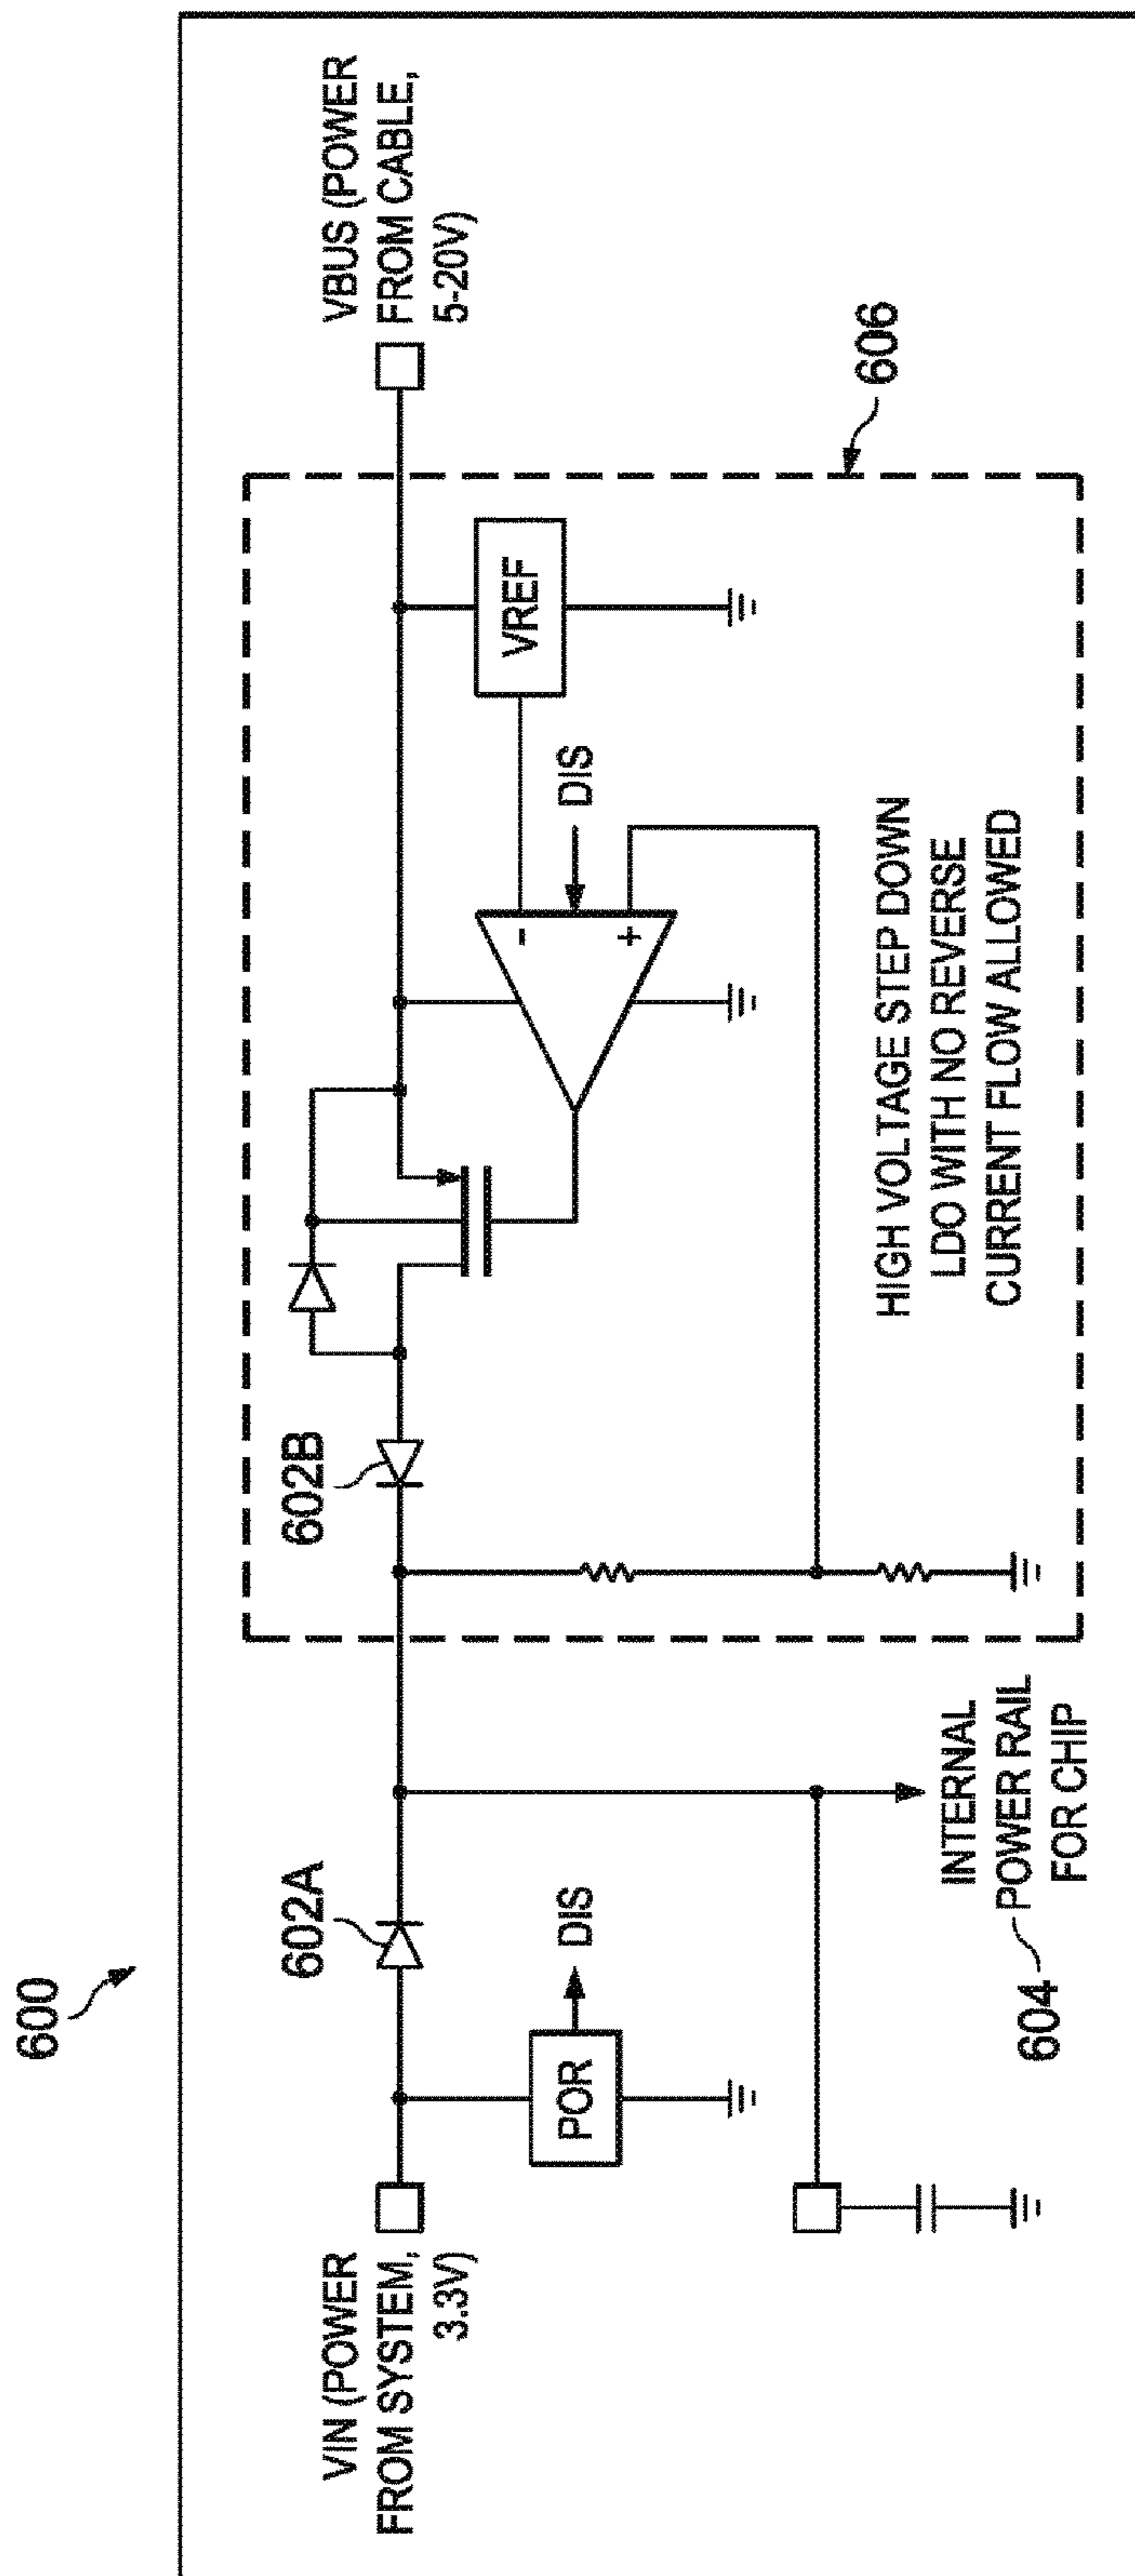 600
VIN (POWER
FROM SYSTEM,
3.3V)
602A
POR
DIS
604
INTERNAL
POWER RAIL
FOR CHIP
602B
-
+
DIS
VREF
HIGH VOLTAGE STEP DOWN
LDO WITH NO REVERSE
CURRENT FLOW ALLOWED
606
VBUS (POWER
FROM CABLE,
5-20V)